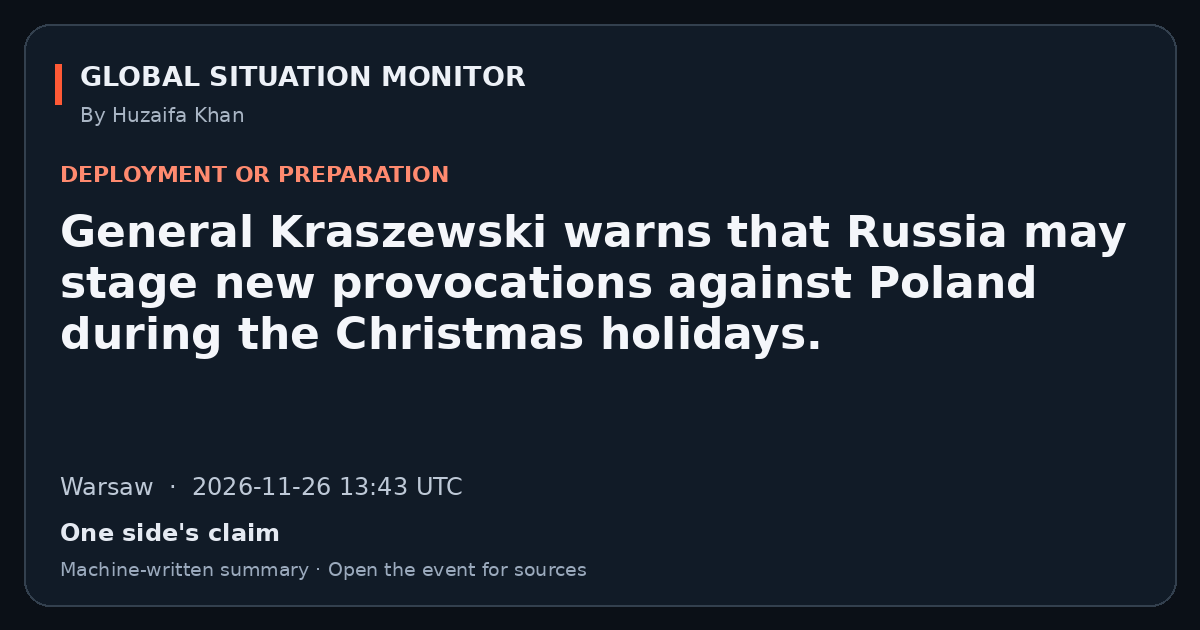 GLOBAL SITUATION MONITOR
By Huzaifa Khan
DEPLOYMENT OR PREPARATION
General Kraszewski warns that Russia may
stage new provocations against Poland
during the Christmas holidays.
Warsaw · 2026-11-26 13:43 UTC
One side's claim
Machine-written summary · Open the event for sources